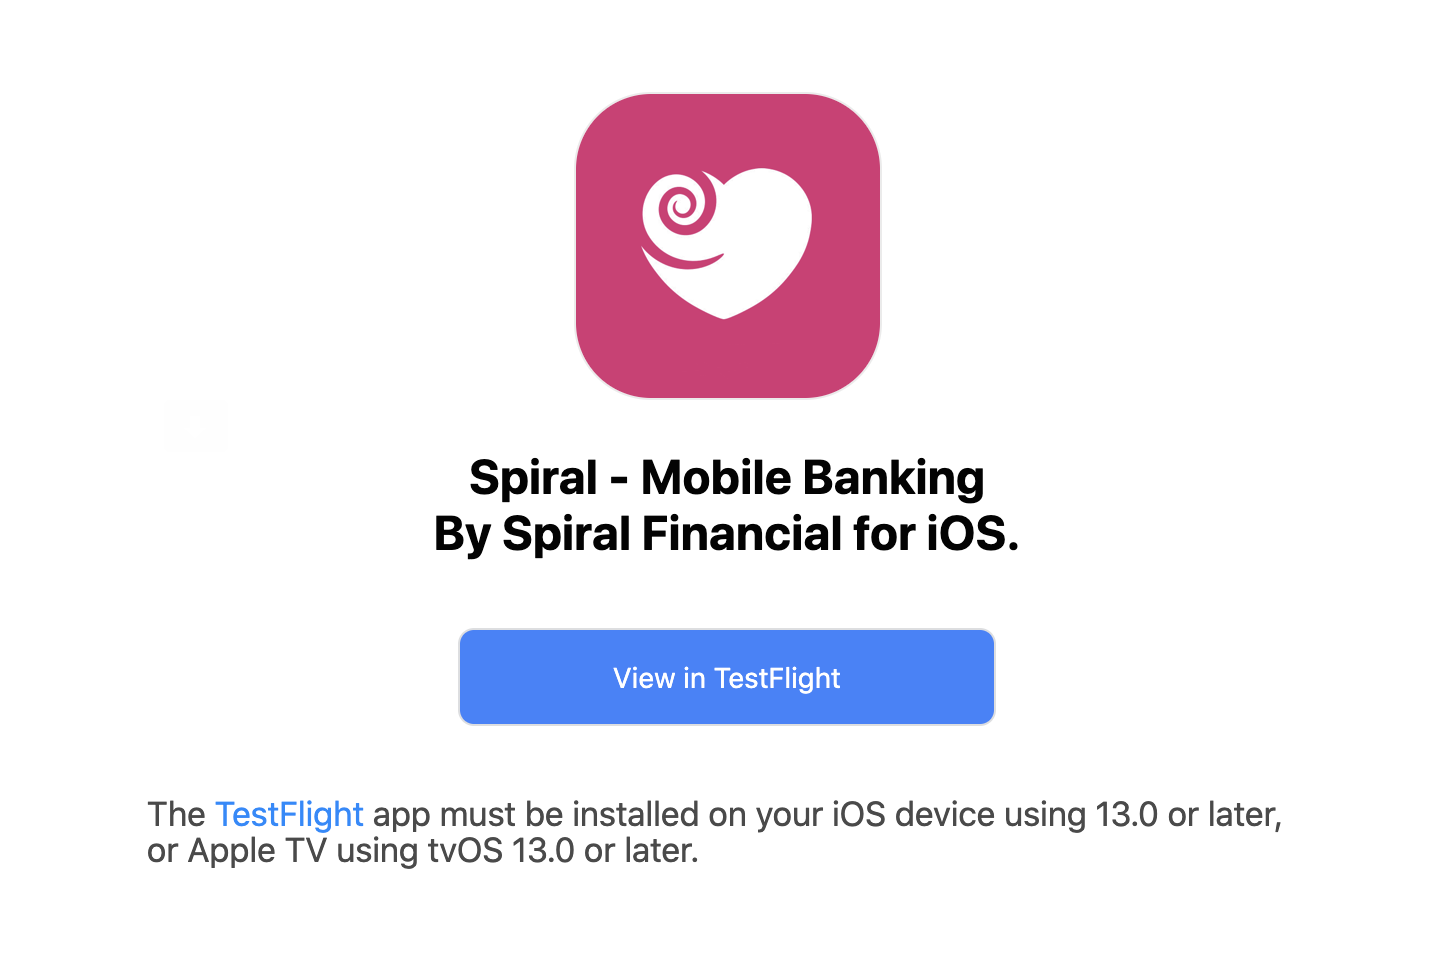 Spiral - Mobile Banking
By Spiral Financial for iOS.
View in TestFlight
The TestFlight app must be installed on your iOS device using 13.0 or later,
or Apple TV using tvOS 13.0 or later.